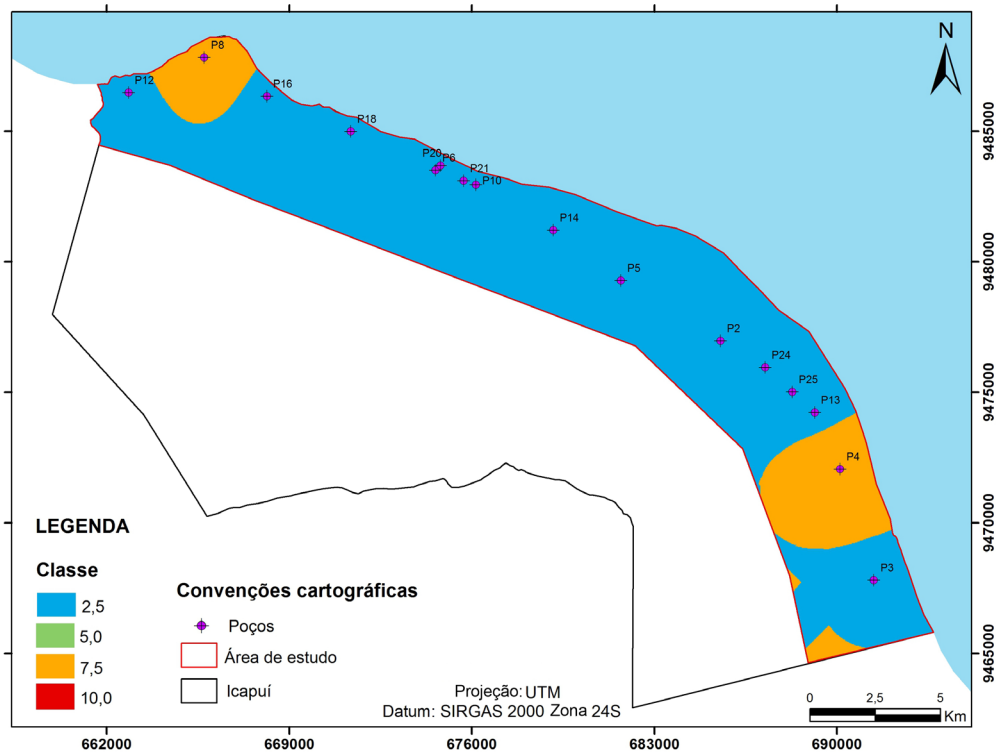 N
P8
P12
P16
P18
P20
P6
P21
P10
P14
P5
P2
P24
P25
P13
P4
P3
9485000
9480000
9475000
9470000
9465000
LEGENDA
Classe
2,5
5,0
7,5
10,0
Convenções cartográficas
Poços
Área de estudo
Icapuí
Projeção: UTM
Datum: SIRGAS 2000 Zona 24S
0 2,5 5
Km
662000 669000 676000 683000 690000